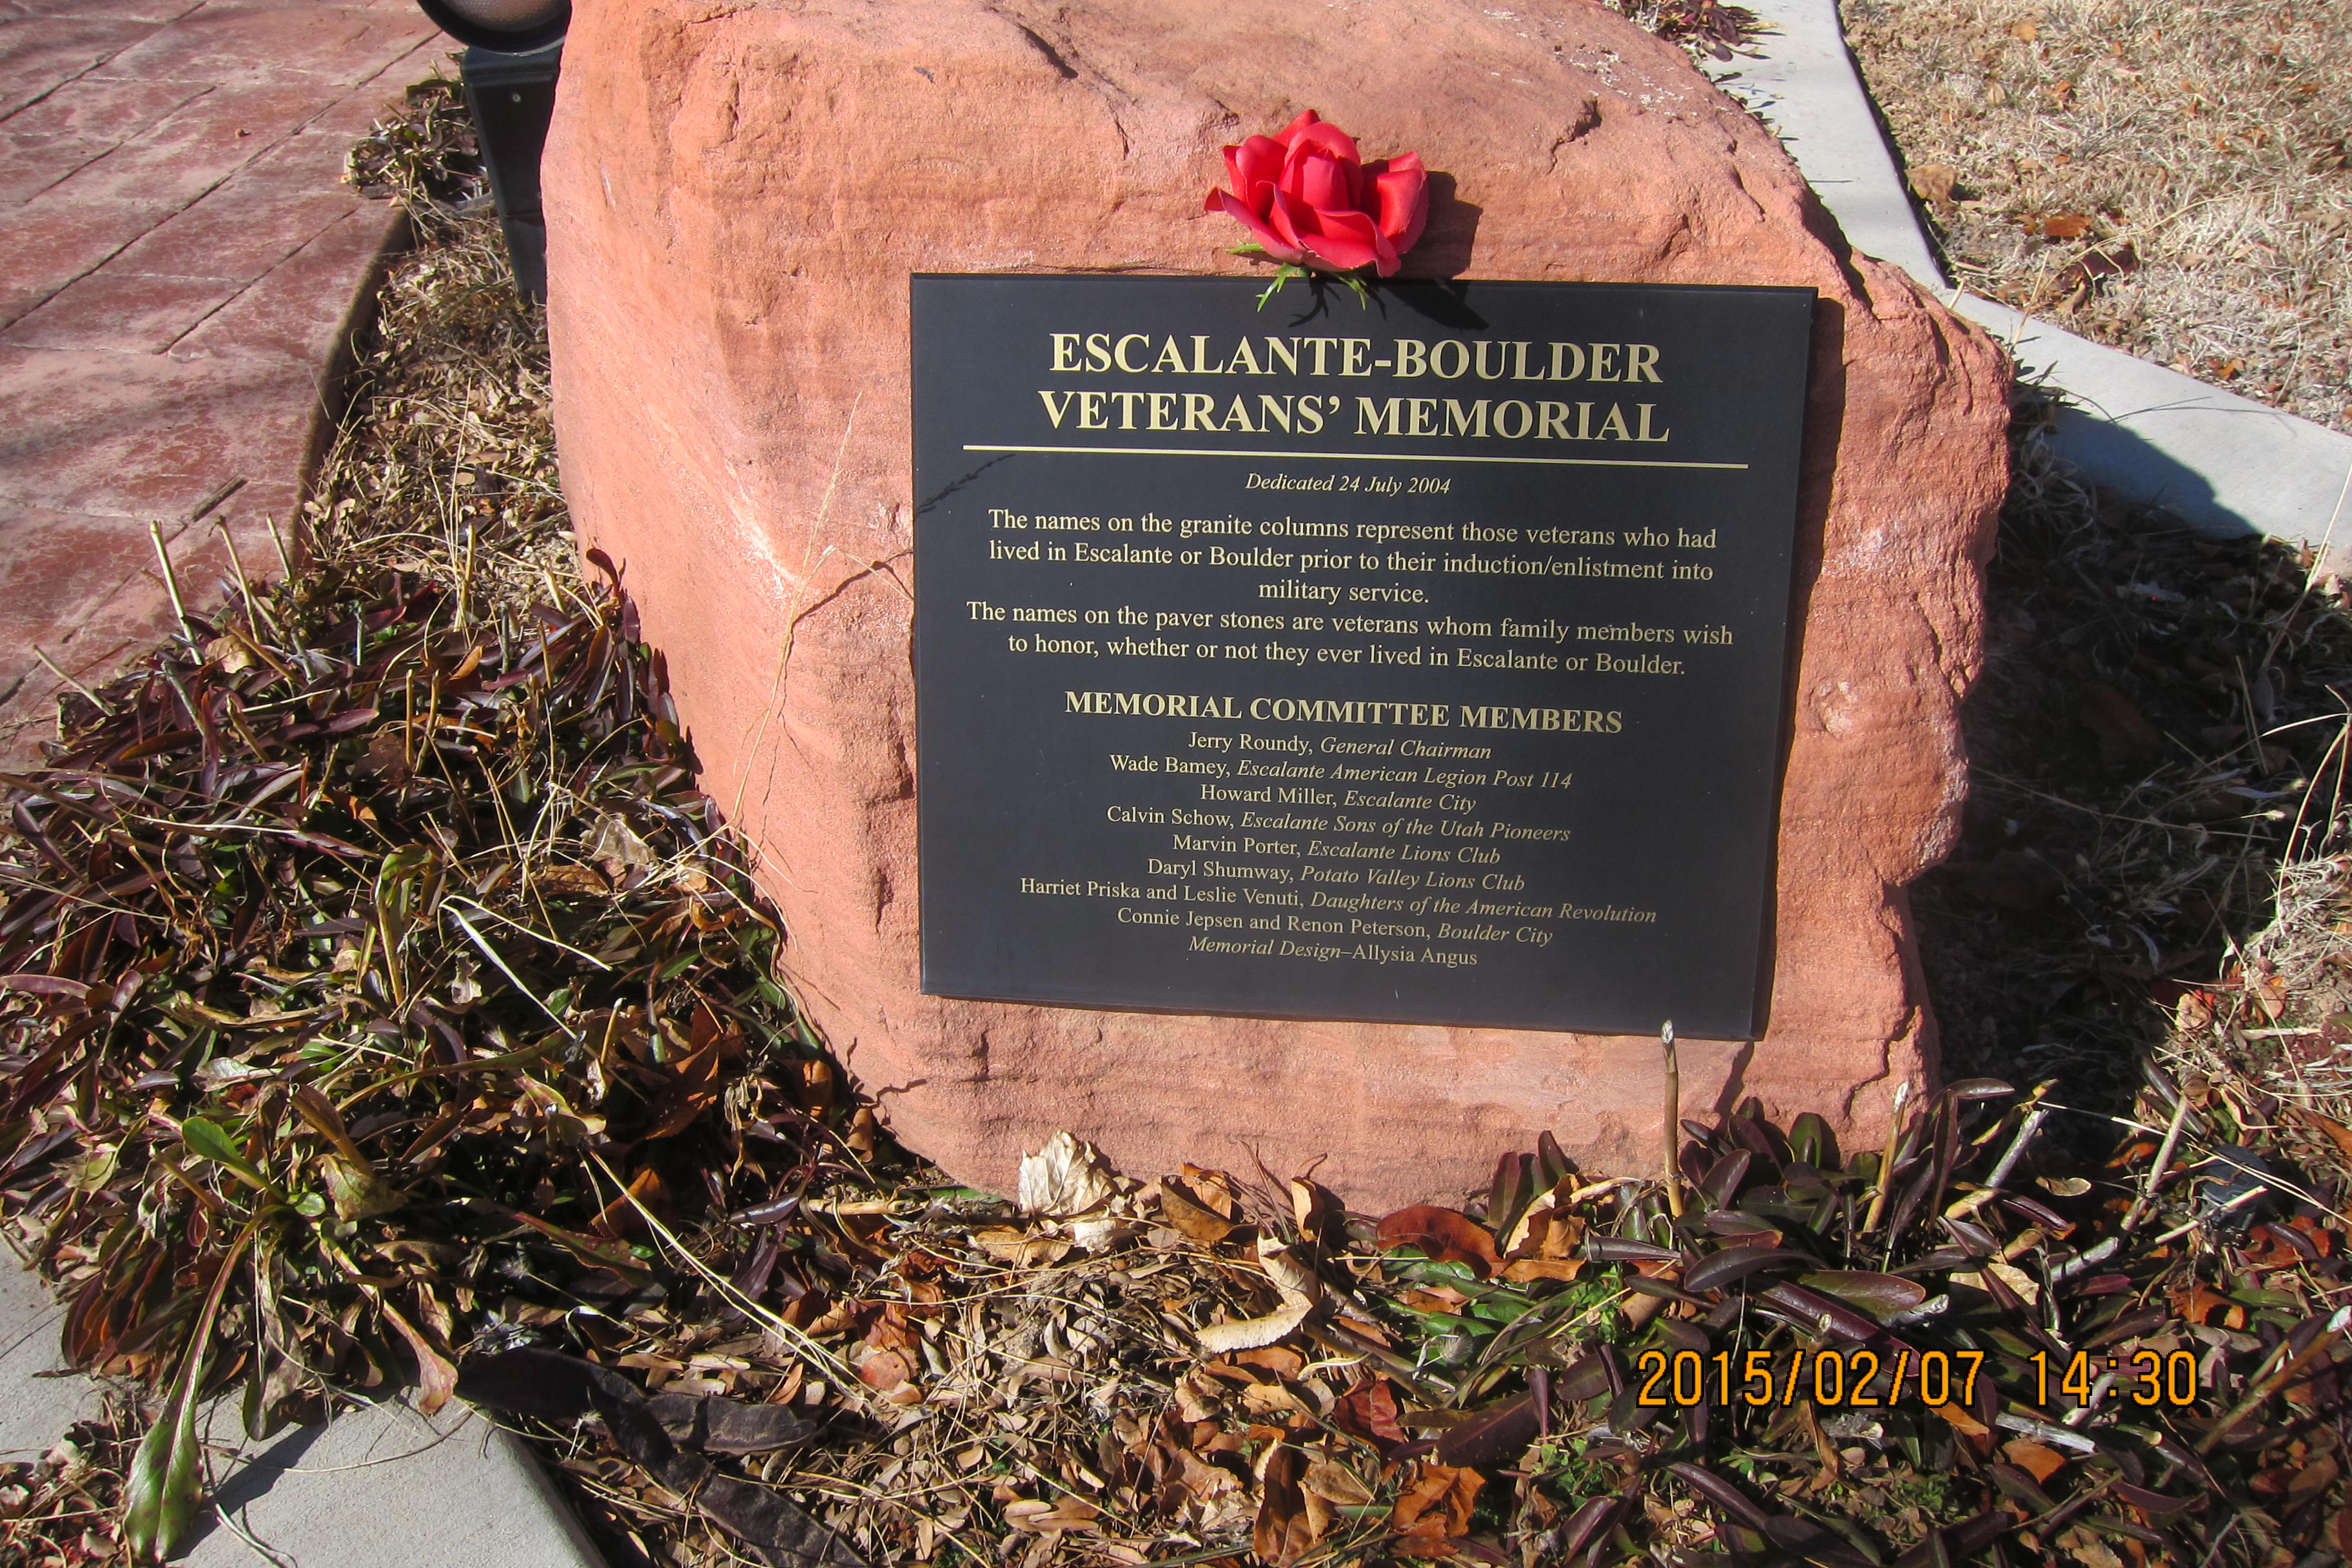 ESCALANTE-BOULDER
VETERANS' MEMORIAL
Dedicated 24 July 2004
The names on the granite columns represent those veterans who had
lived in Escalante or Boulder prior to their induction/enlistment into
military service.
The names on the paver stones are veterans whom family members wish
to honor, whether or not they ever lived in Escalante or Boulder.
MEMORIAL COMMITTEE MEMBERS
Jerry Roundy, General Chairman
Wade Barney, Escalante American Legion Post 114
Howard Miller, Escalante City
Calvin Schow, Escalante Sons of the Utah Pioneers
Marvin Porter, Escalante Lions Club
Daryl Shumway, Potato Valley Lions Club
Harriet Priska and Leslie Venuti, Daughters of the American Revolution
Connie Jepsen and Renon Peterson, Boulder City
Memorial Design–Allysia Angus
2015/02/07 14:30